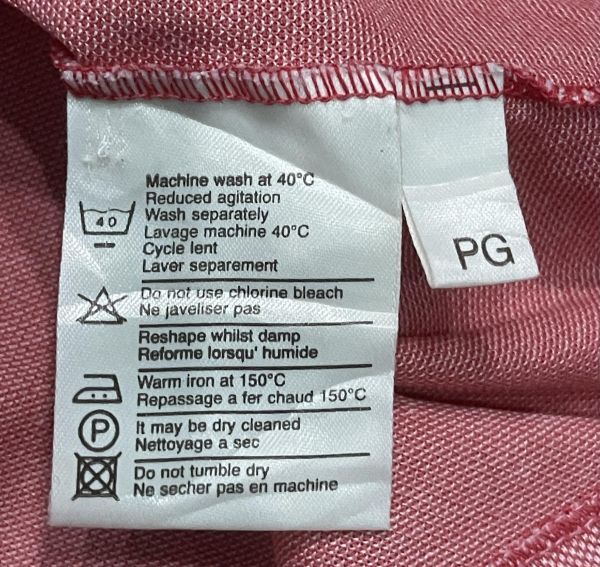 Machine wash at 40°C
Reduced agitation
40
Wash separately
Lavage machine 40°C
Cycle lent
Laver separement
PG
Do not use chlorine bleach
Ne javeliser pas
Reshape whilst damp
Reforme lorsqu' humide
Warm iron at 150°C
Repassage a fer chaud 150°C
P
It may be dry cleaned
Nettoyage a sec
Do not tumble dry
Ne secher pas en machine